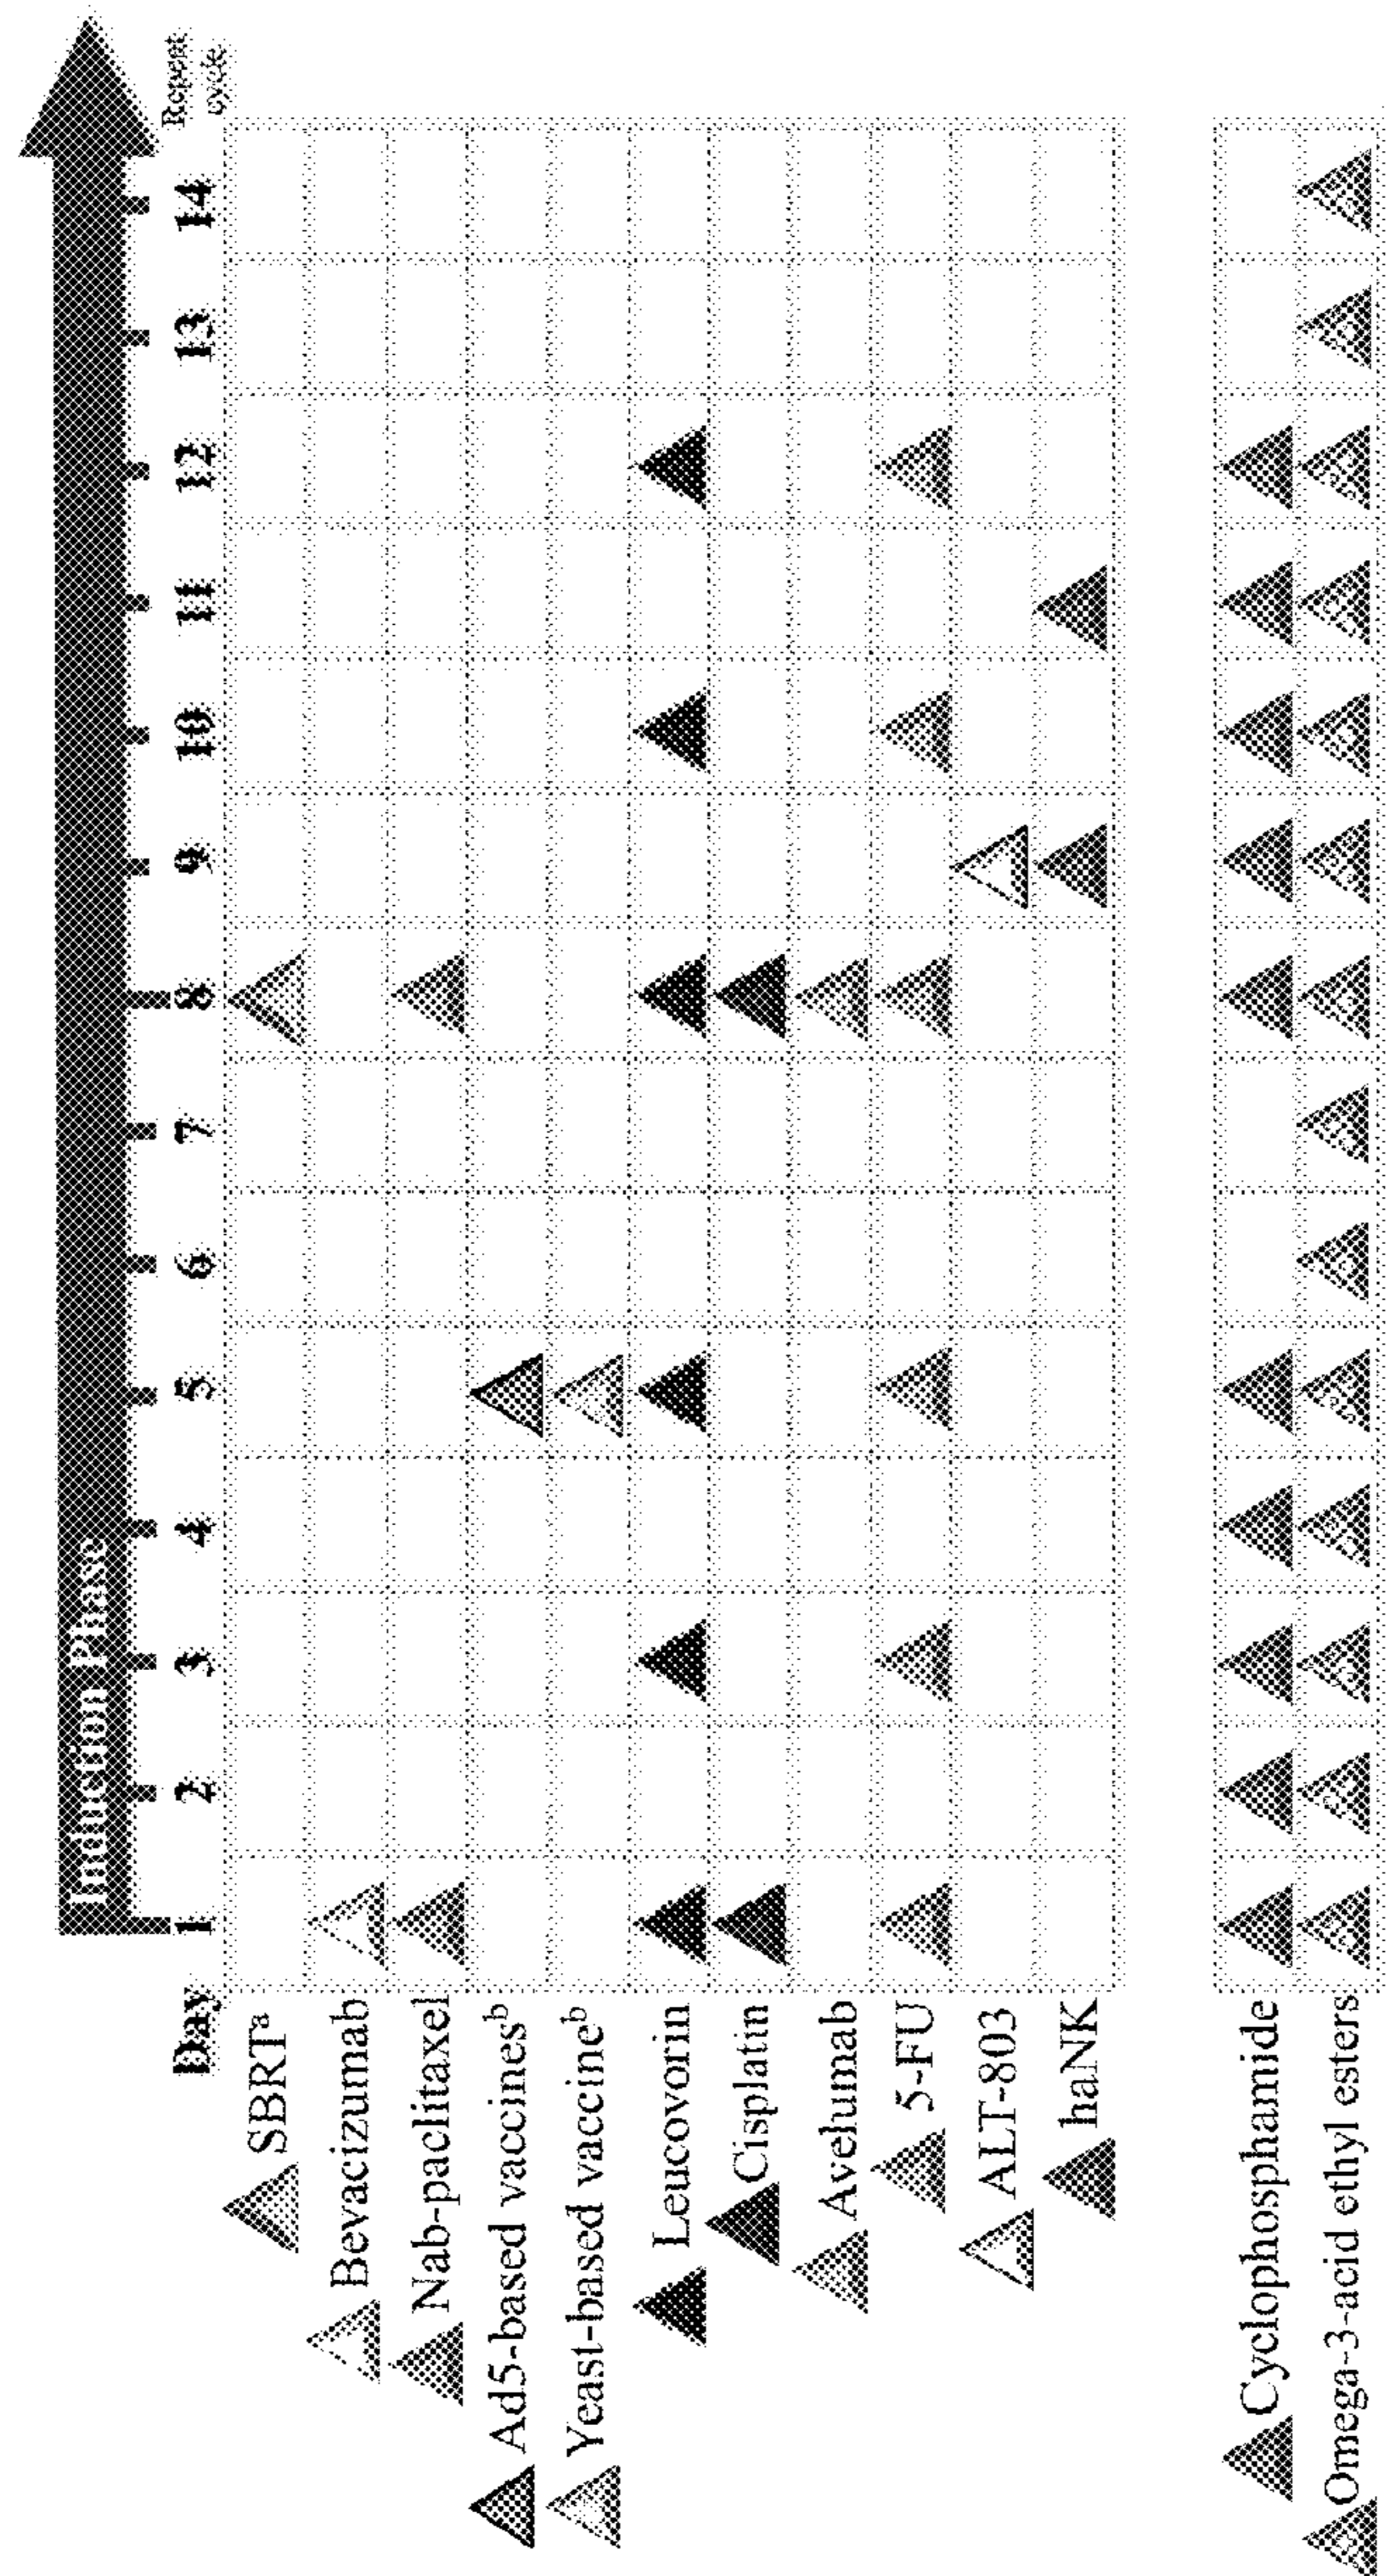 Induction Phase
Day 1 2 3 4 5 6 7 8 9 10 11 12 13 14 Repeat
cycle
SBRTᵃ
Bevacizumab
Nab-paclitaxel
Ad5-based vaccinesᵇ
Yeast-based vaccineᵇ
Leucovorin
Cisplatin
Avelumab
5-FU
ALT-803
haNK
Cyclophosphamide
Omega-3-acid ethyl esters